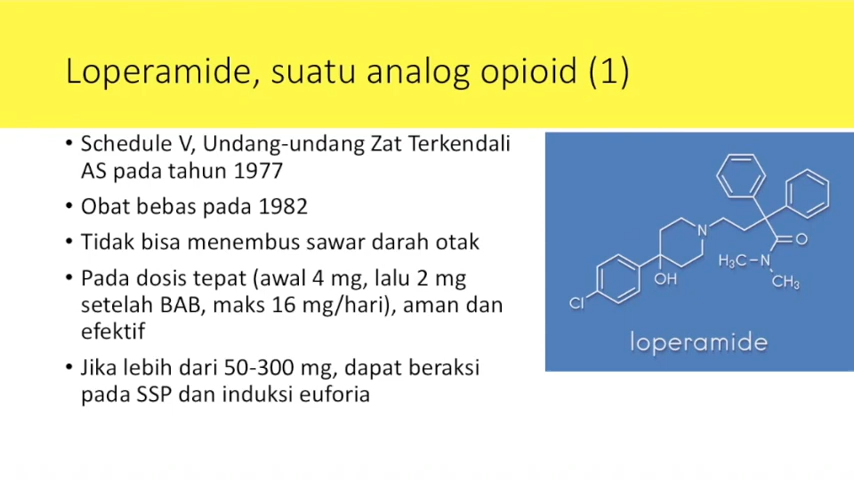 Loperamide, suatu analog opioid (1)
• Schedule V, Undang-undang Zat Terkendali
AS pada tahun 1977
• Obat bebas pada 1982
• Tidak bisa menembus sawar darah otak
• Pada dosis tepat (awal 4 mg, lalu 2 mg
setelah BAB, maks 16 mg/hari), aman dan
efektif
• Jika lebih dari 50-300 mg, dapat beraksi
pada SSP dan induksi euforia
N
O
H₃C–N
OH
CH₃
Cl
loperamide